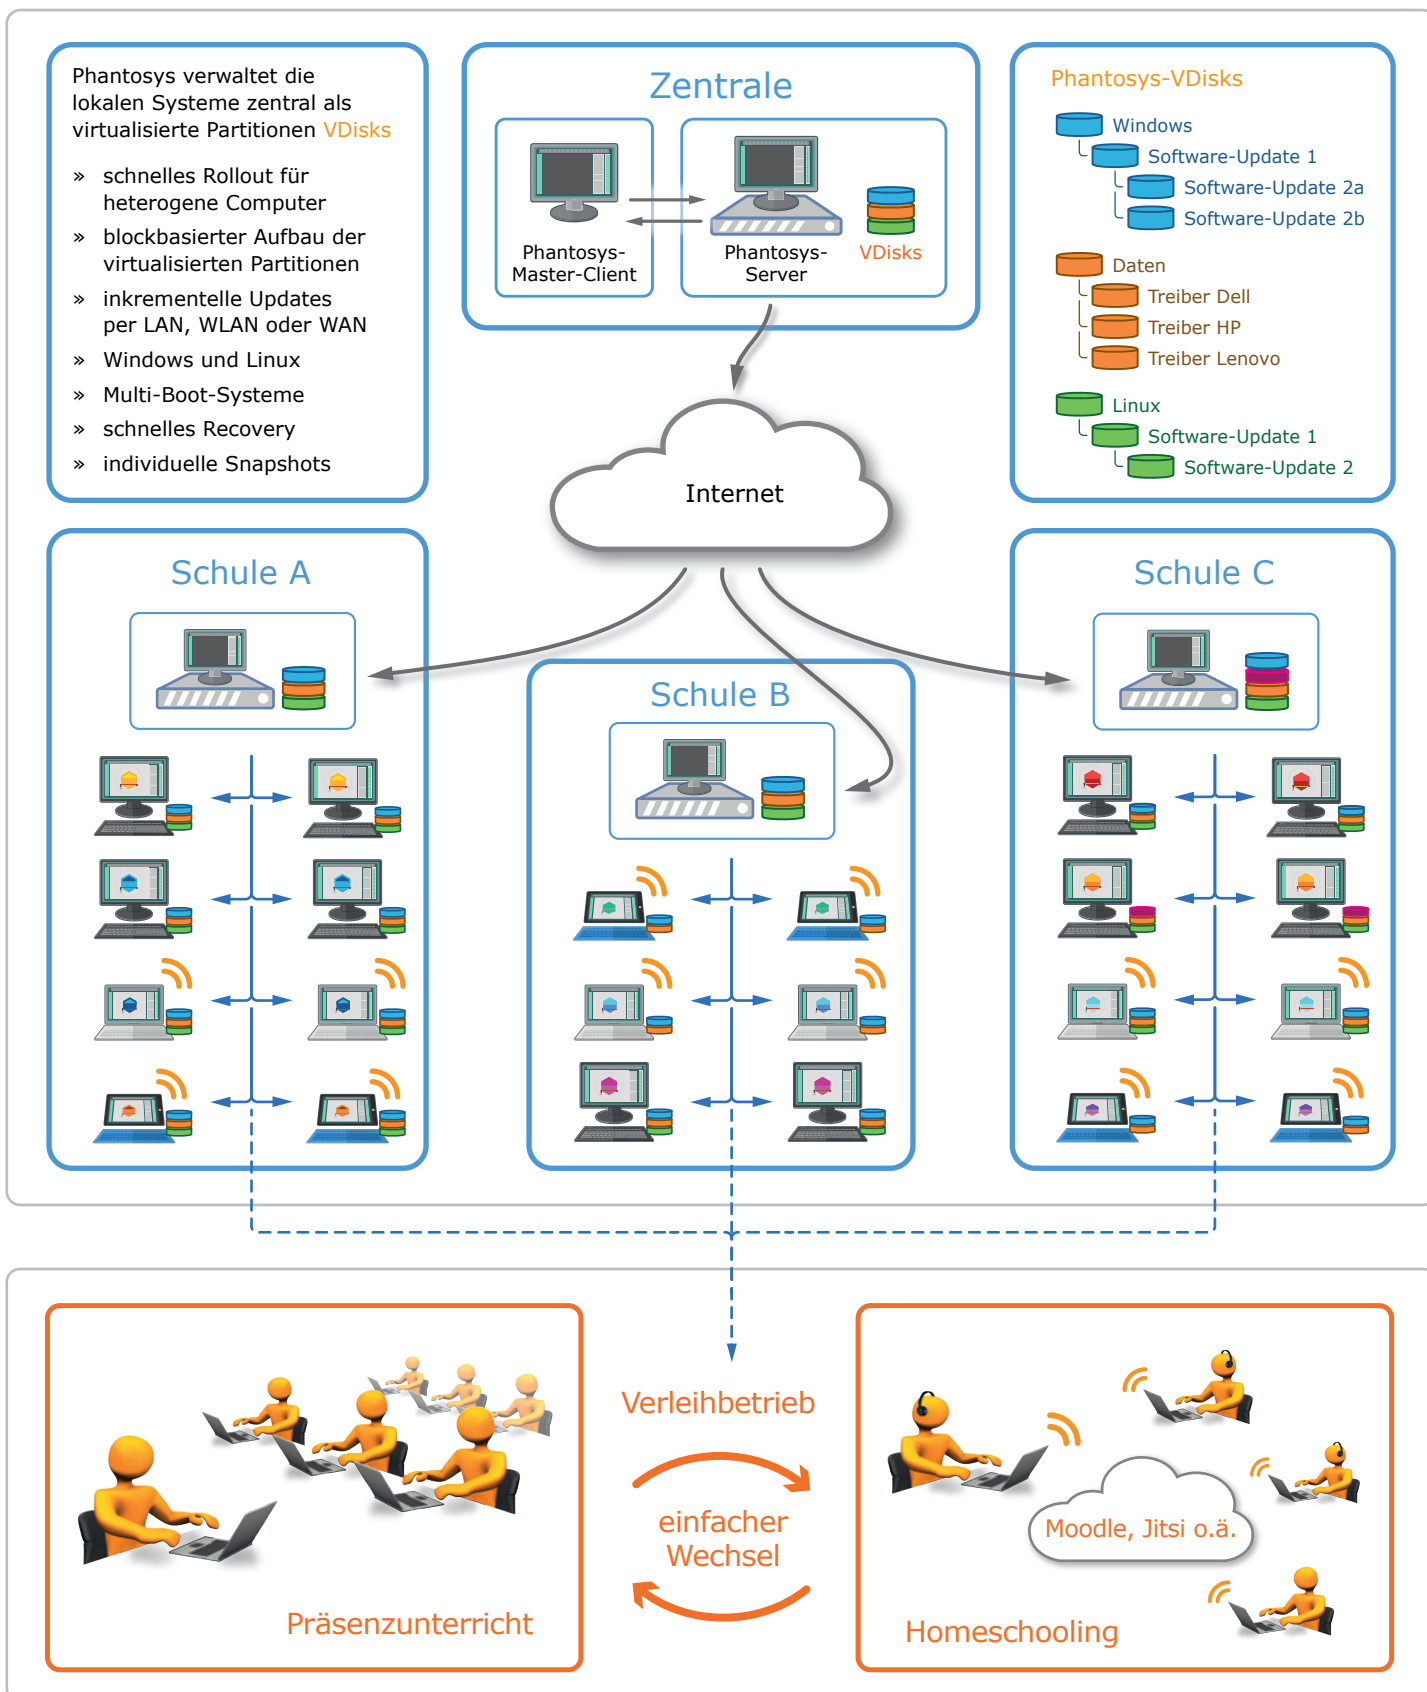 Phantosys verwaltet die
lokalen Systeme zentral als
virtualisierte Partitionen VDisks
» schnelles Rollout für
heterogene Computer
» blockbasierter Aufbau der
virtualisierten Partitionen
» inkrementelle Updates
per LAN, WLAN oder WAN
» Windows und Linux
» Multi-Boot-Systeme
» schnelles Recovery
» individuelle Snapshots
Zentrale
Phantosys-
Master-Client
Phantosys-
Server
VDisks
Phantosys-VDisks
Windows
Software-Update 1
Software-Update 2a
Software-Update 2b
Daten
Treiber Dell
Treiber HP
Treiber Lenovo
Linux
Software-Update 1
Software-Update 2
Internet
Schule A
Schule B
Schule C
Verleihbetrieb
einfacher
Wechsel
Präsenzunterricht
Moodle, Jitsi o.ä.
Homeschooling